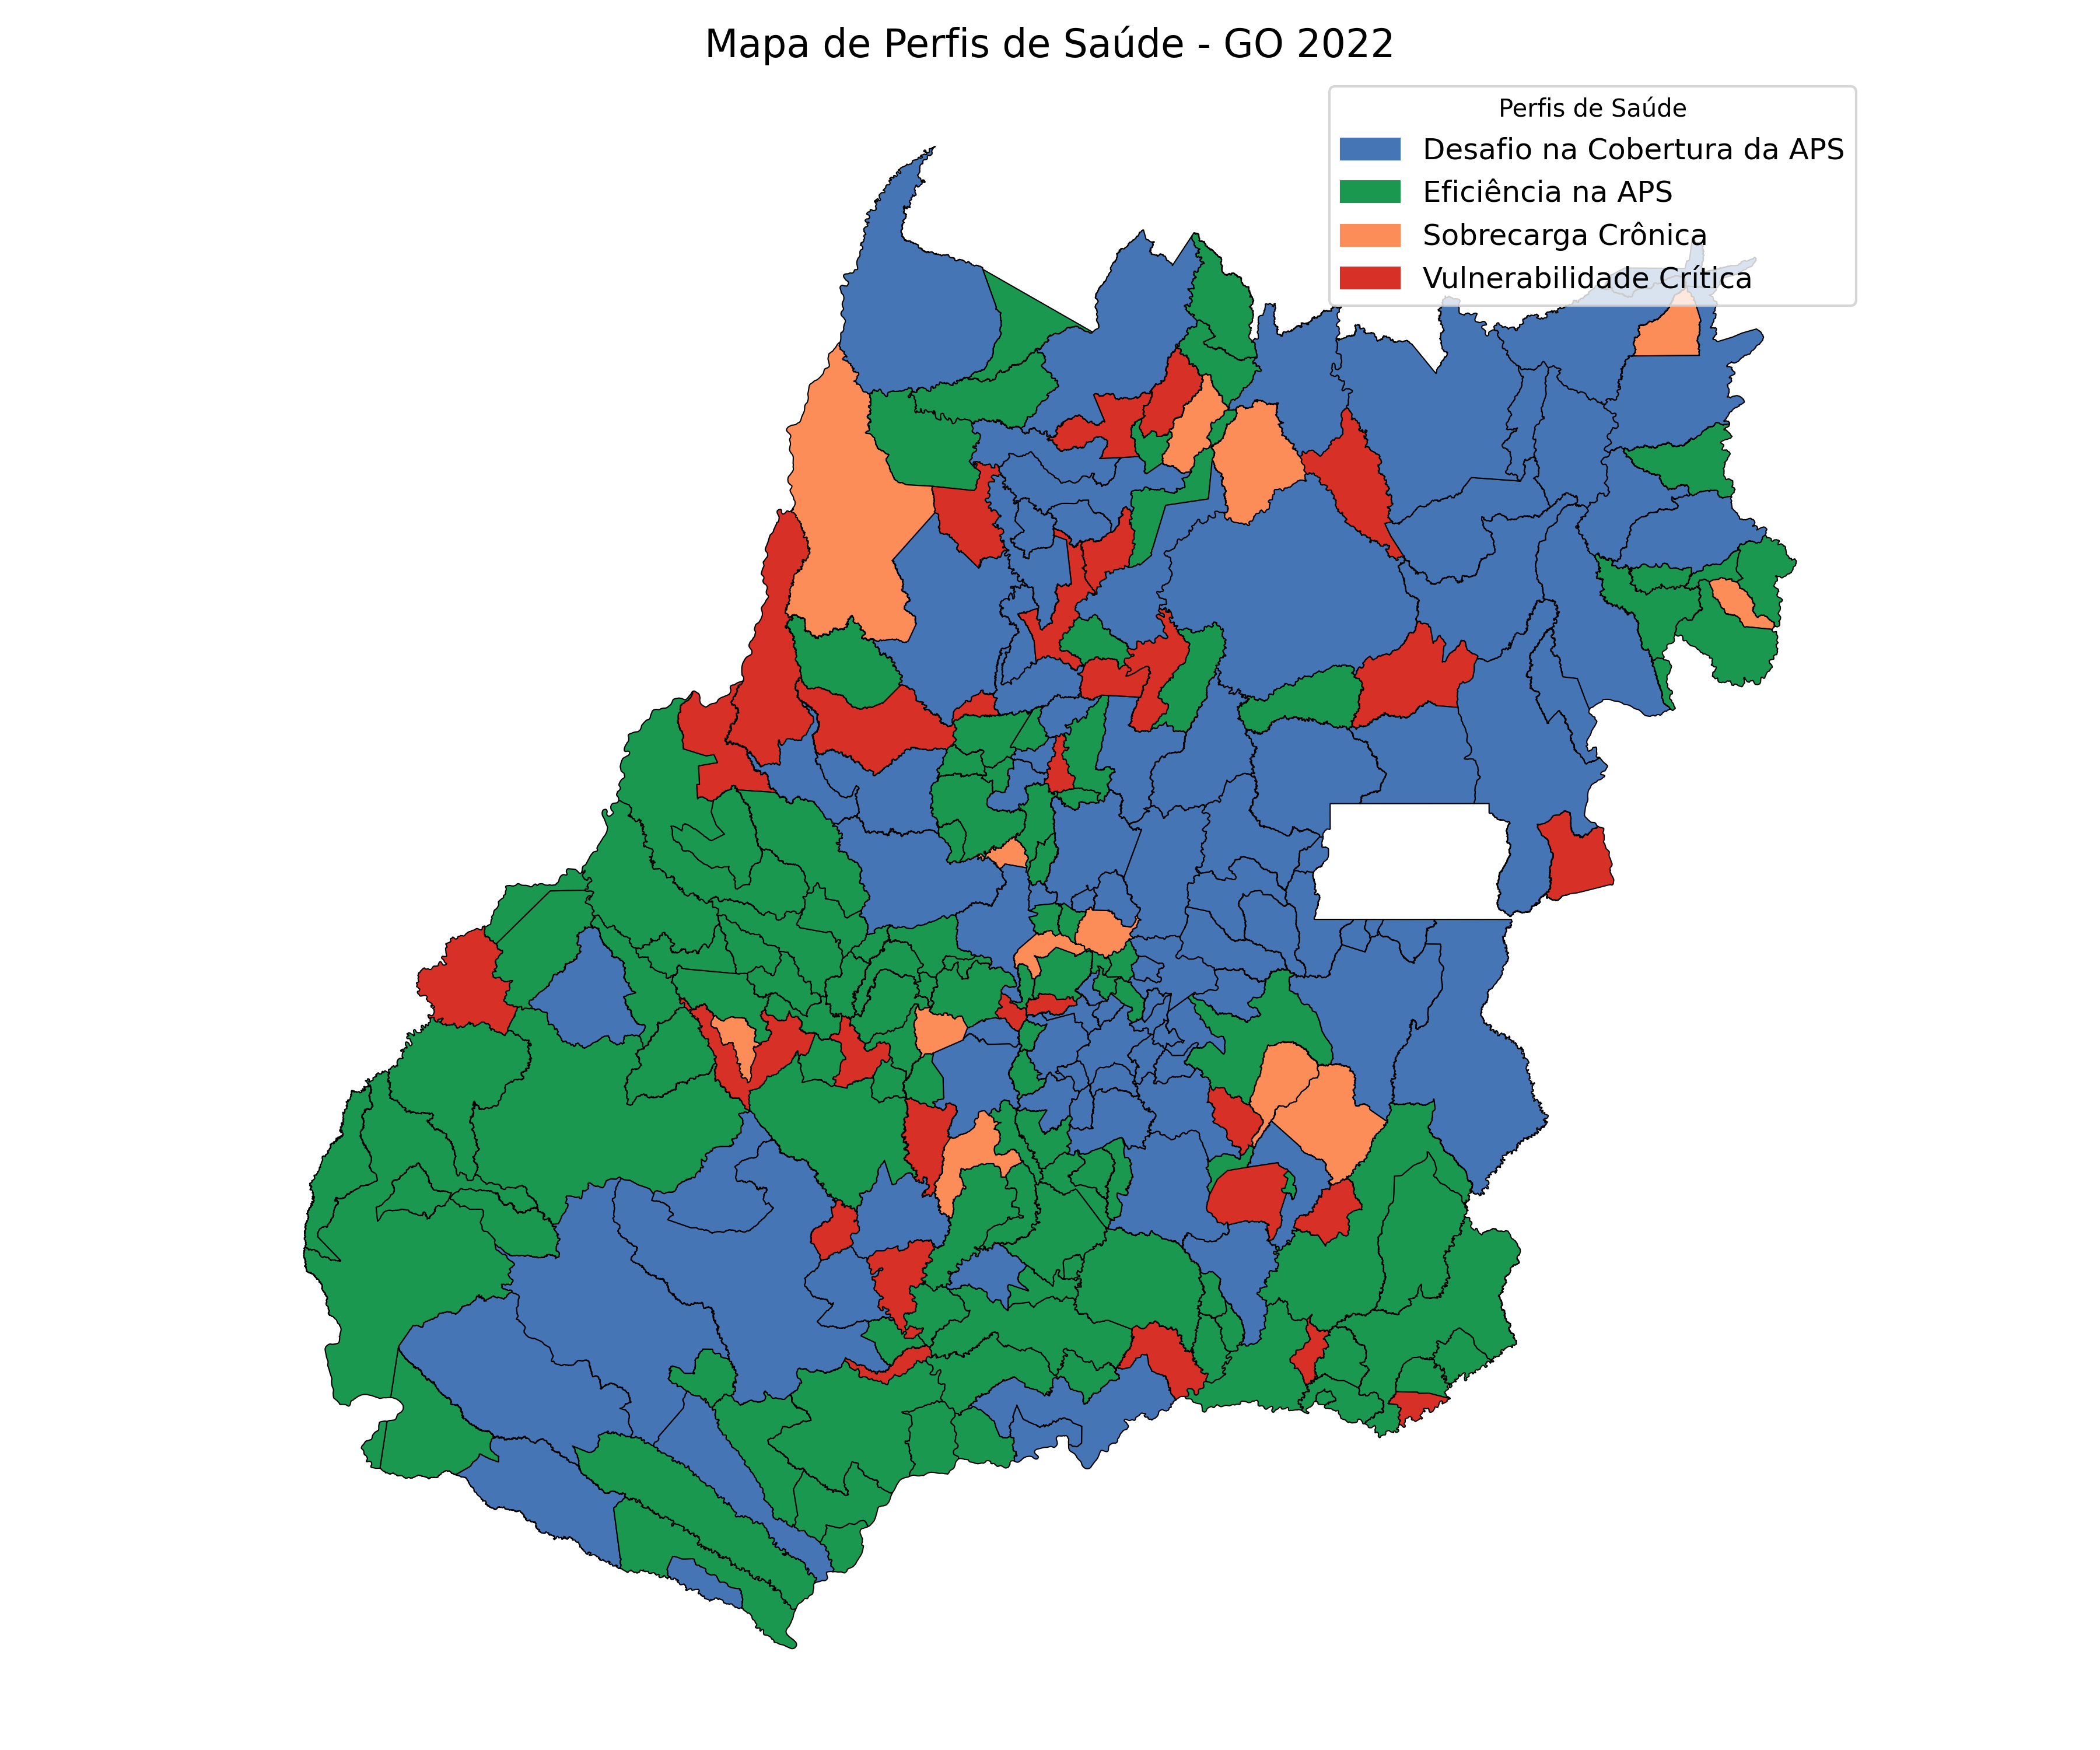 Mapa de Perfis de Saúde - GO 2022
Perfis de Saúde
Desafio na Cobertura da APS
Eficiência na APS
Sobrecarga Crônica
Vulnerabilidade Crítica